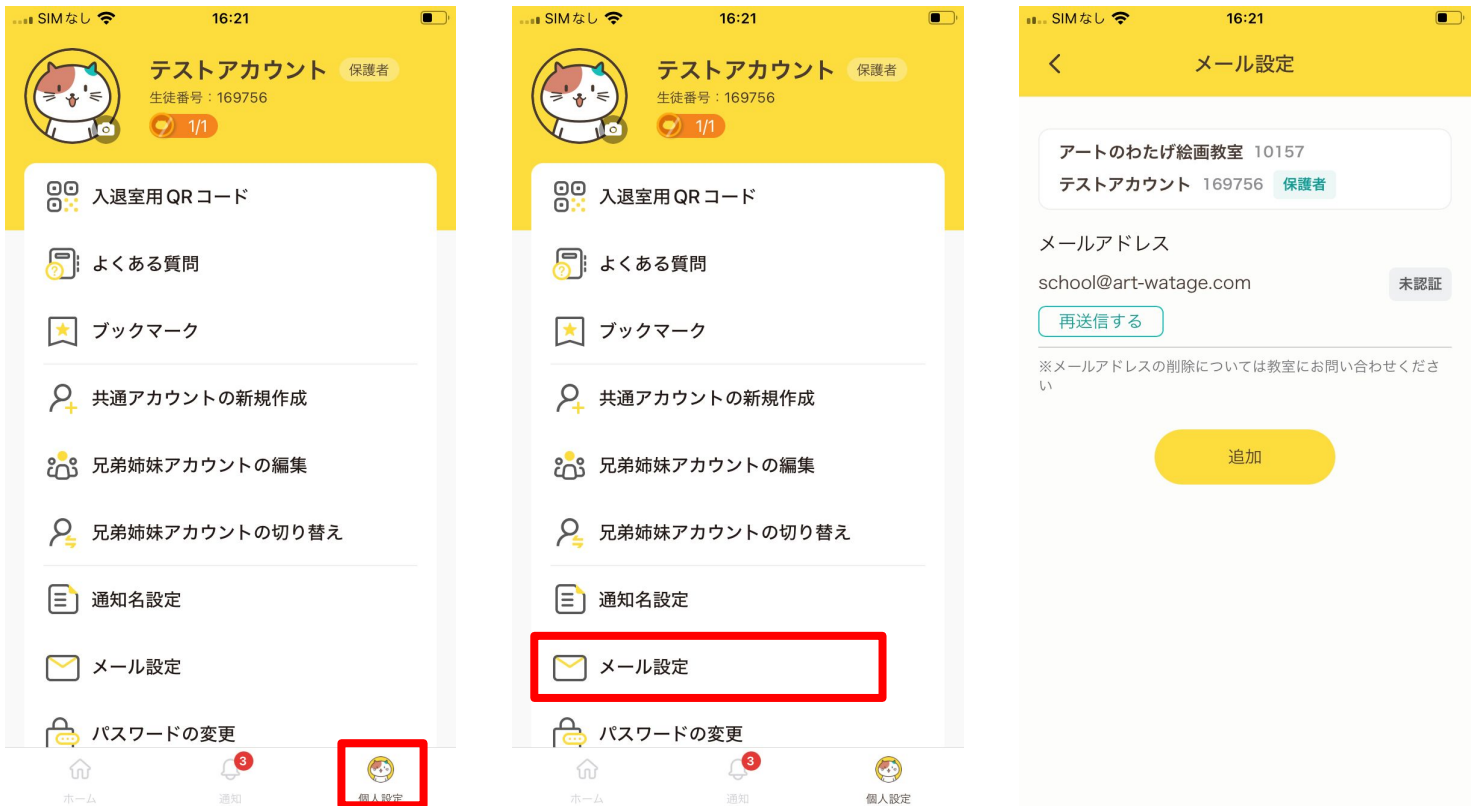 SIMなし
16:21
テストアカウント 保護者
生徒番号：169756
1/1
入退室用QRコード
よくある質問
ブックマーク
共通アカウントの新規作成
兄弟姉妹アカウントの編集
兄弟姉妹アカウントの切り替え
通知名設定
メール設定
パスワードの変更
3
ホーム 通知 個人設定
SIMなし
16:21
テストアカウント 保護者
生徒番号：169756
1/1
入退室用QRコード
よくある質問
ブックマーク
共通アカウントの新規作成
兄弟姉妹アカウントの編集
兄弟姉妹アカウントの切り替え
通知名設定
メール設定
パスワードの変更
3
ホーム 通知 個人設定
SIMなし
16:21
メール設定
アートのわたげ絵画教室 10157
テストアカウント 169756 保護者
メールアドレス
school@art-watage.com 未認証
再送信する
※メールアドレスの削除については教室にお問い合わせくださ
い
追加